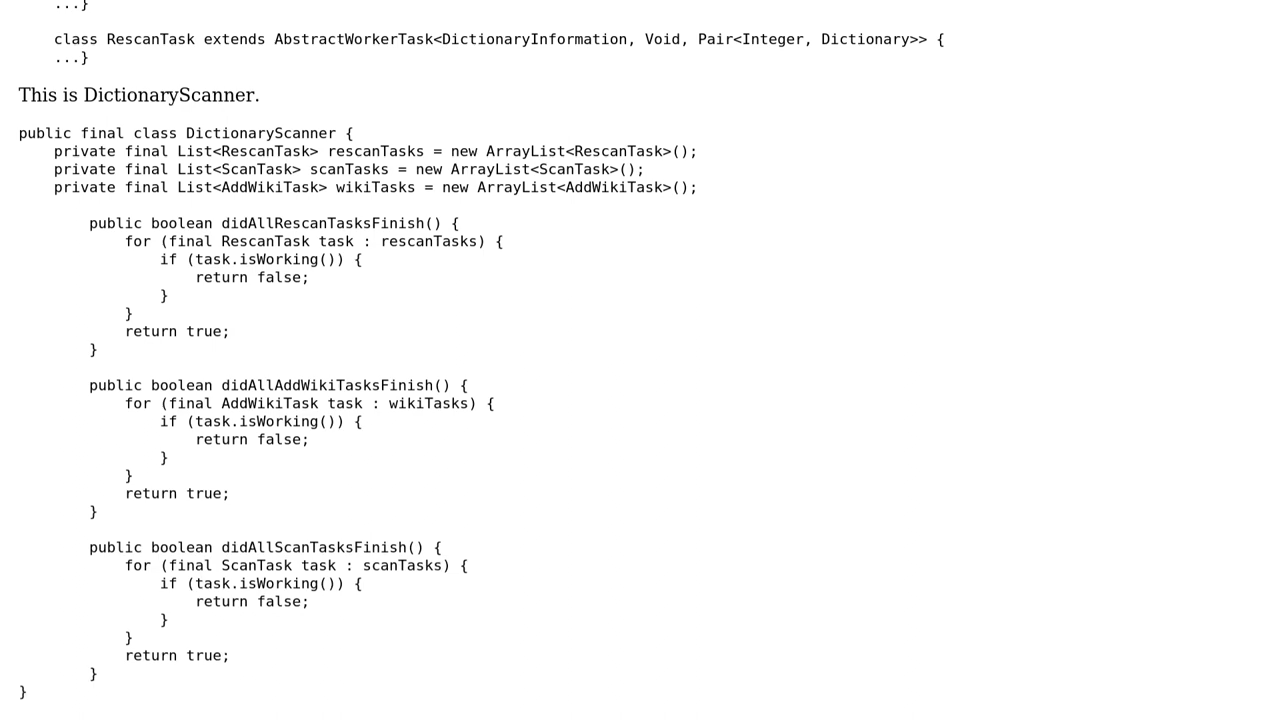 ...}

    class RescanTask extends AbstractWorkerTask<DictionaryInformation, Void, Pair<Integer, Dictionary>> {
    ...}

This is DictionaryScanner.

public final class DictionaryScanner {
    private final List<RescanTask> rescanTasks = new ArrayList<RescanTask>();
    private final List<ScanTask> scanTasks = new ArrayList<ScanTask>();
    private final List<AddWikiTask> wikiTasks = new ArrayList<AddWikiTask>();

        public boolean didAllRescanTasksFinish() {
            for (final RescanTask task : rescanTasks) {
                if (task.isWorking()) {
                    return false;
                }
            }
            return true;
        }

        public boolean didAllAddWikiTasksFinish() {
            for (final AddWikiTask task : wikiTasks) {
                if (task.isWorking()) {
                    return false;
                }
            }
            return true;
        }

        public boolean didAllScanTasksFinish() {
            for (final ScanTask task : scanTasks) {
                if (task.isWorking()) {
                    return false;
                }
            }
            return true;
        }
}